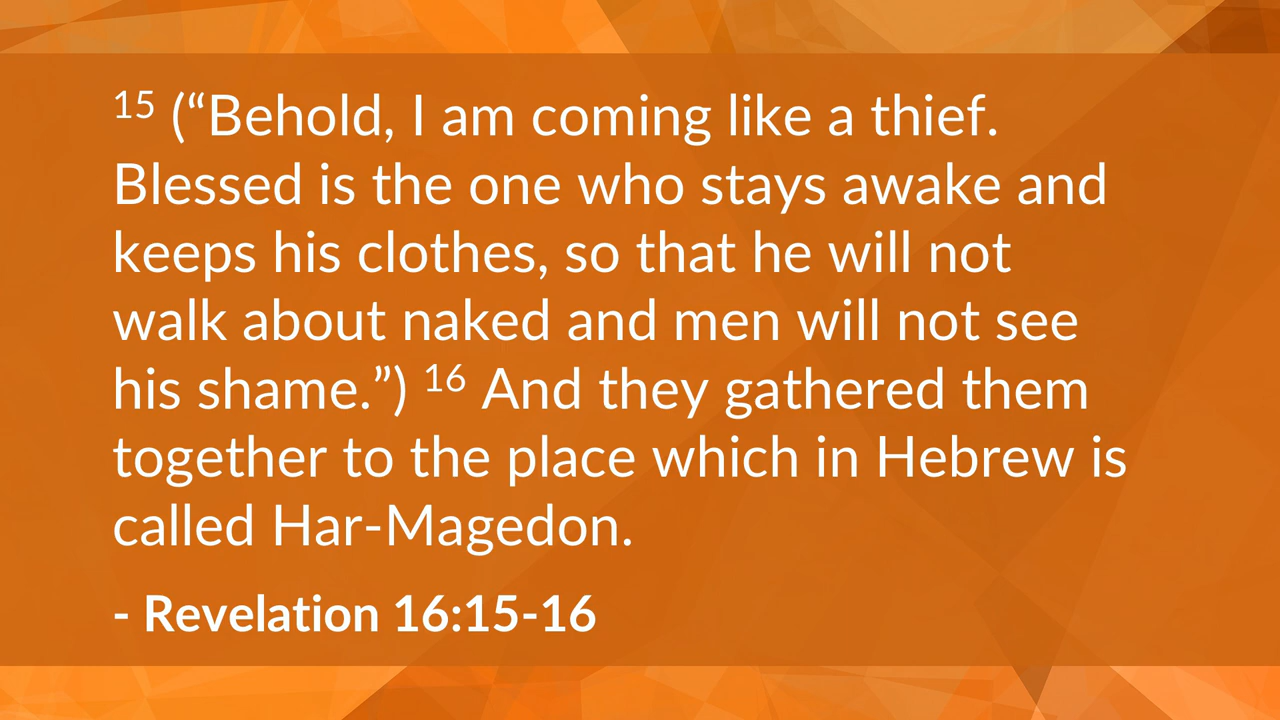 15 (“Behold, I am coming like a thief.
Blessed is the one who stays awake and
keeps his clothes, so that he will not
walk about naked and men will not see
his shame.”) 16 And they gathered them
together to the place which in Hebrew is
called Har-Magedon.
- Revelation 16:15-16